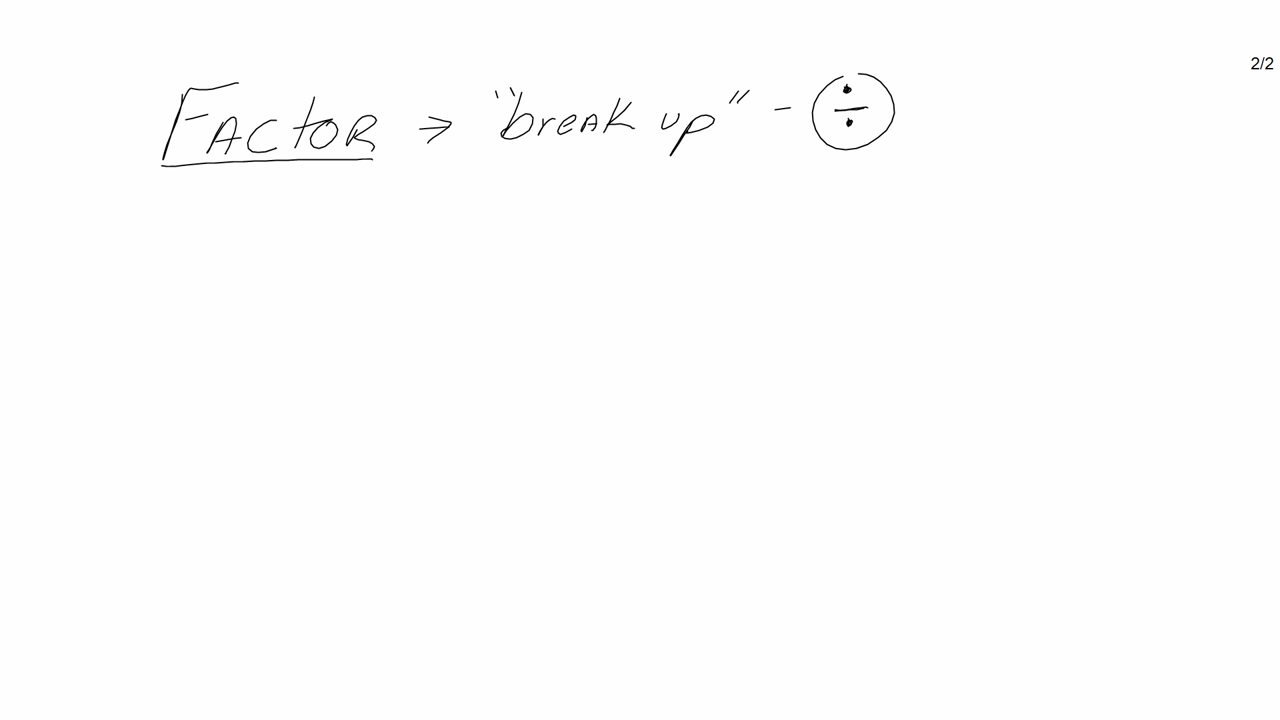 2/2
FACTOR → "break up" - ÷